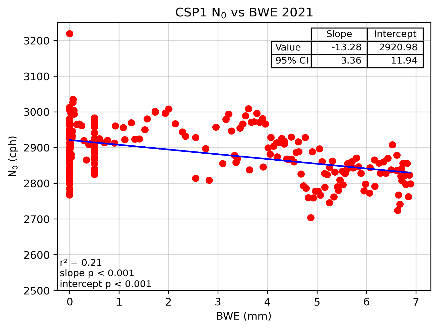 CSP1 N₀ vs BWE 2021
Slope Intercept
Value -13.28 2920.98
95% CI 3.36 11.94
3200
3100
3000
2900
2800
2700
2600
2500
N₀ (cph)
r² = 0.21
slope p < 0.001
intercept p < 0.001
0 1 2 3 4 5 6 7
BWE (mm)